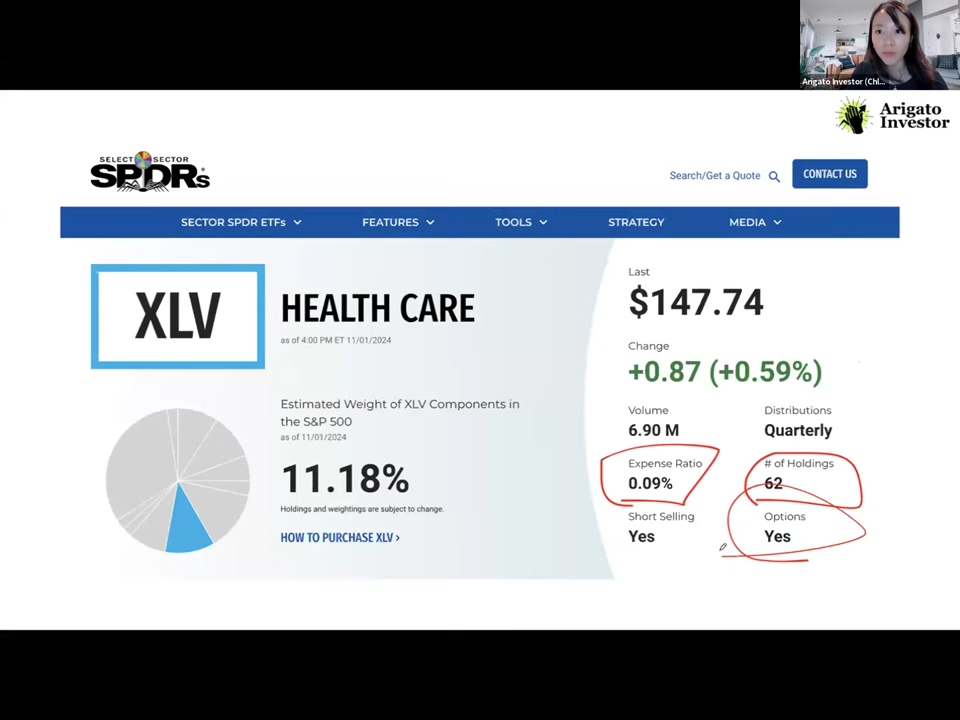 Arigato Investor (Chl...
Arigato
Investor
SELECT SECTOR
SPDRs
Search/Get a Quote
CONTACT US
SECTOR SPDR ETFs
FEATURES
TOOLS
STRATEGY
MEDIA
XLV
HEALTH CARE
as of 4:00 PM ET 11/01/2024
Estimated Weight of XLV Components in
the S&P 500
as of 11/01/2024
11.18%
Holdings and weightings are subject to change.
HOW TO PURCHASE XLV >
Last
$147.74
Change
+0.87 (+0.59%)
Volume
6.90 M
Distributions
Quarterly
Expense Ratio
0.09%
# of Holdings
62
Short Selling
Yes
Options
Yes